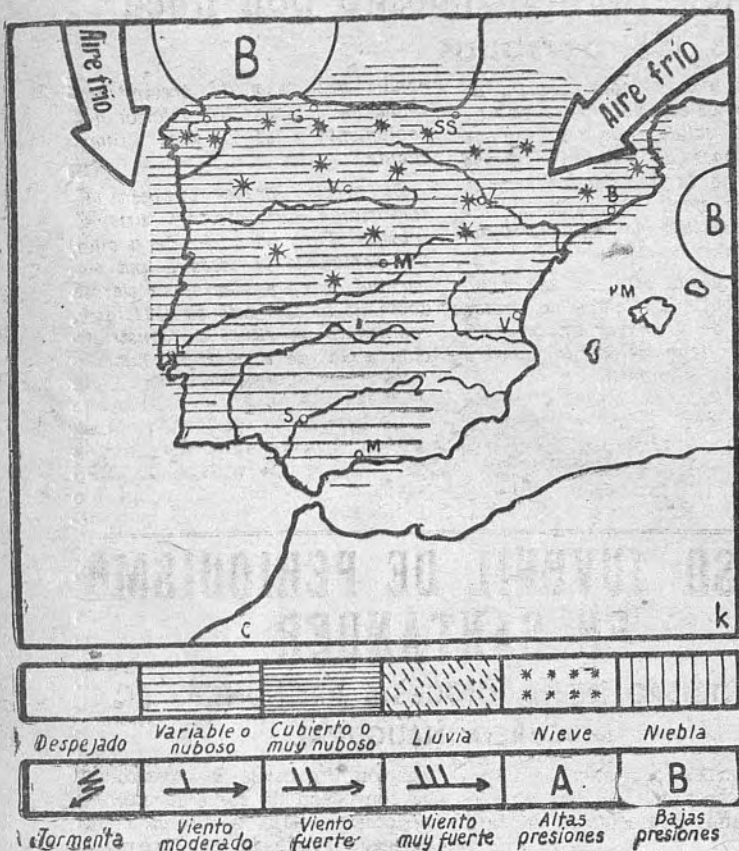 Aire frío
B
Aire frío
G
SS
V
Z
B
B
M
M
V
L
S
M
C
k
Despejado
Variable o nuboso
Cubierto o muy nuboso
Lluvia
Nieve
Niebla
A
B
Tormenta
Viento moderado
Viento fuerte
Viento muy fuerte
Altas presiones
Bajas presiones